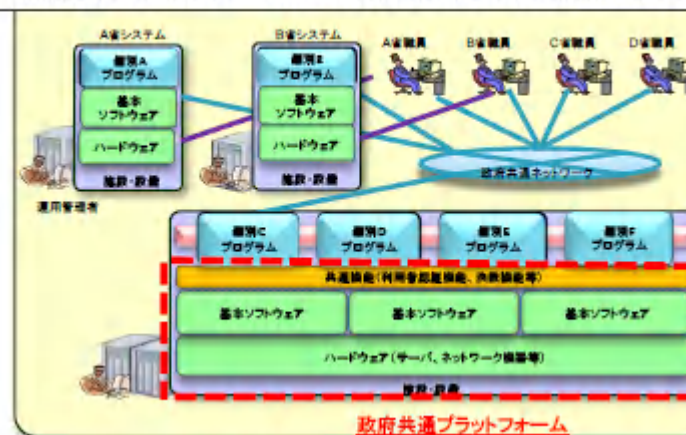 A省システム
B省システム
A省職員
B省職員
C省職員
D省職員
個別A
プログラム
個別B
プログラム
基本
ソフトウェア
基本
ソフトウェア
ハードウェア
ハードウェア
施設・設備
施設・設備
運用管理者
政府共通ネットワーク
個別C
プログラム
個別D
プログラム
個別E
プログラム
個別F
プログラム
共通機能(利用者認証機能、決裁機能等)
基本ソフトウェア
基本ソフトウェア
基本ソフトウェア
ハードウェア(サーバ、ネットワーク機器等)
施設・設備
政府共通プラットフォーム